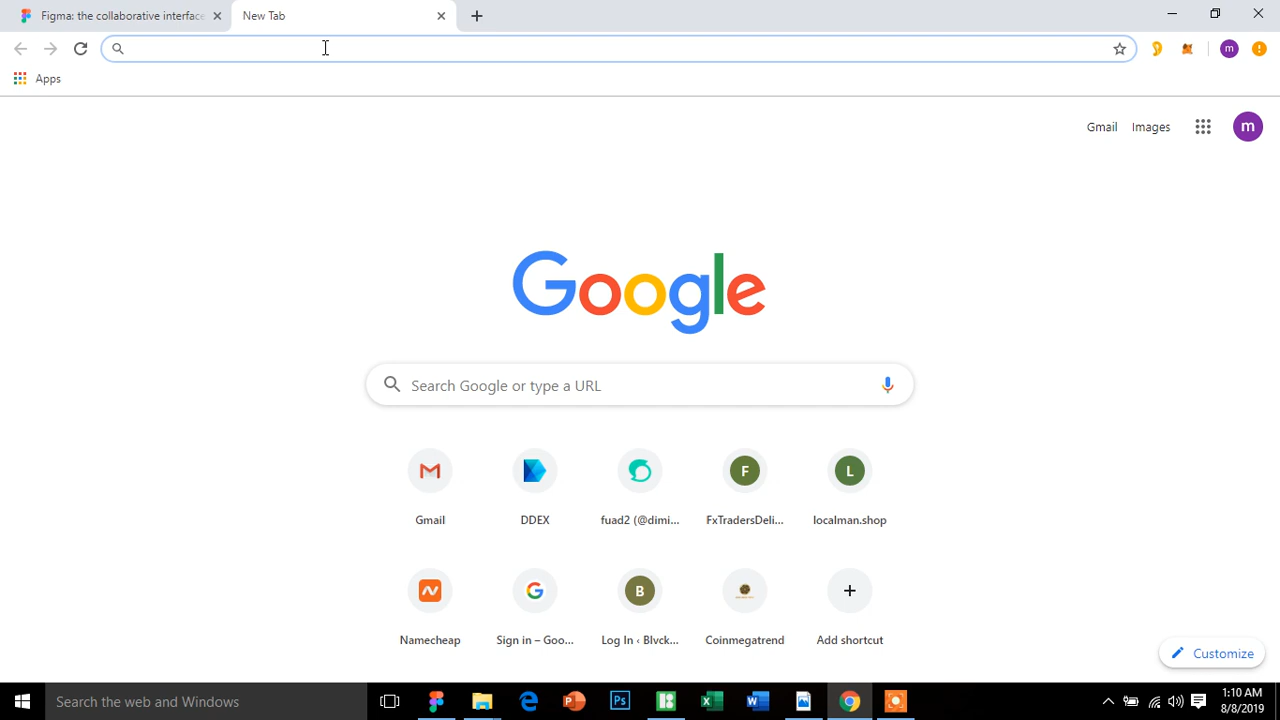 Figma: the collaborative interface
New Tab
Apps
Gmail Images
m
m
Google
Search Google or type a URL
Gmail
DDEX
fuad2 (@dimi...
F
FxTradersDeli...
L
localman.shop
Namecheap
Sign in – Goo...
B
Log In ‹ Blvck...
Coinmegatrend
Add shortcut
Customize
Search the web and Windows
1:10 AM
8/8/2019